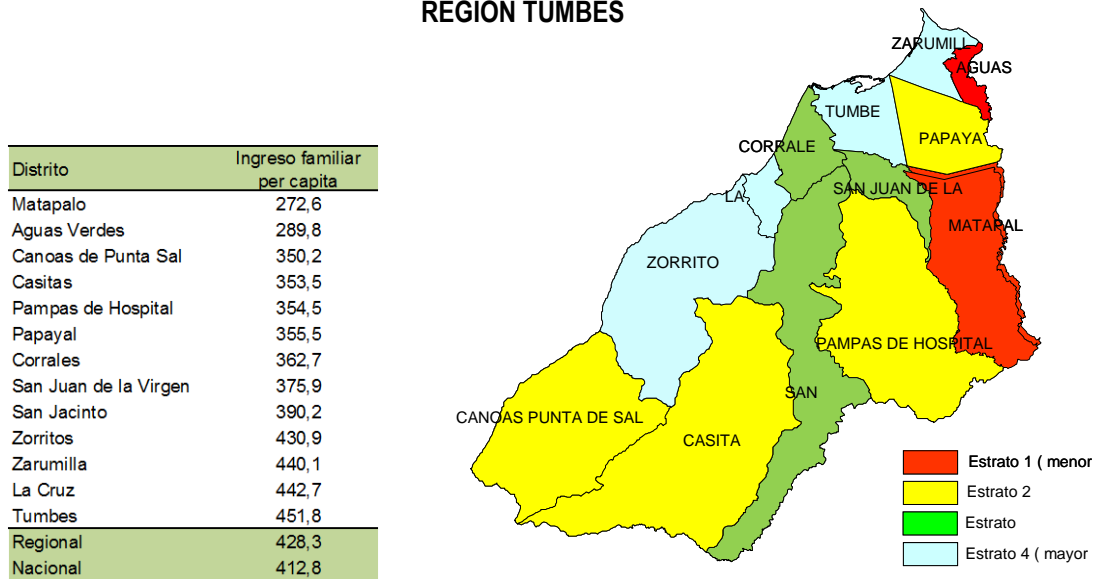 REGION TUMBES
Distrito Ingreso familiar per capita
Matapalo 272,6
Aguas Verdes 289,8
Canoas de Punta Sal 350,2
Casitas 353,5
Pampas de Hospital 354,5
Papayal 355,5
Corrales 362,7
San Juan de la Virgen 375,9
San Jacinto 390,2
Zorritos 430,9
Zarumilla 440,1
La Cruz 442,7
Tumbes 451,8
Regional 428,3
Nacional 412,8
ZARUMILL
AGUAS
TUMBE
PAPAYA
CORRALE
SAN JUAN DE LA
LA
MATAPAL
ZORRITO
PAMPAS DE HOSPITAL
SAN
CANOAS PUNTA DE SAL
CASITA
Estrato 1 ( menor
Estrato 2
Estrato
Estrato 4 ( mayor